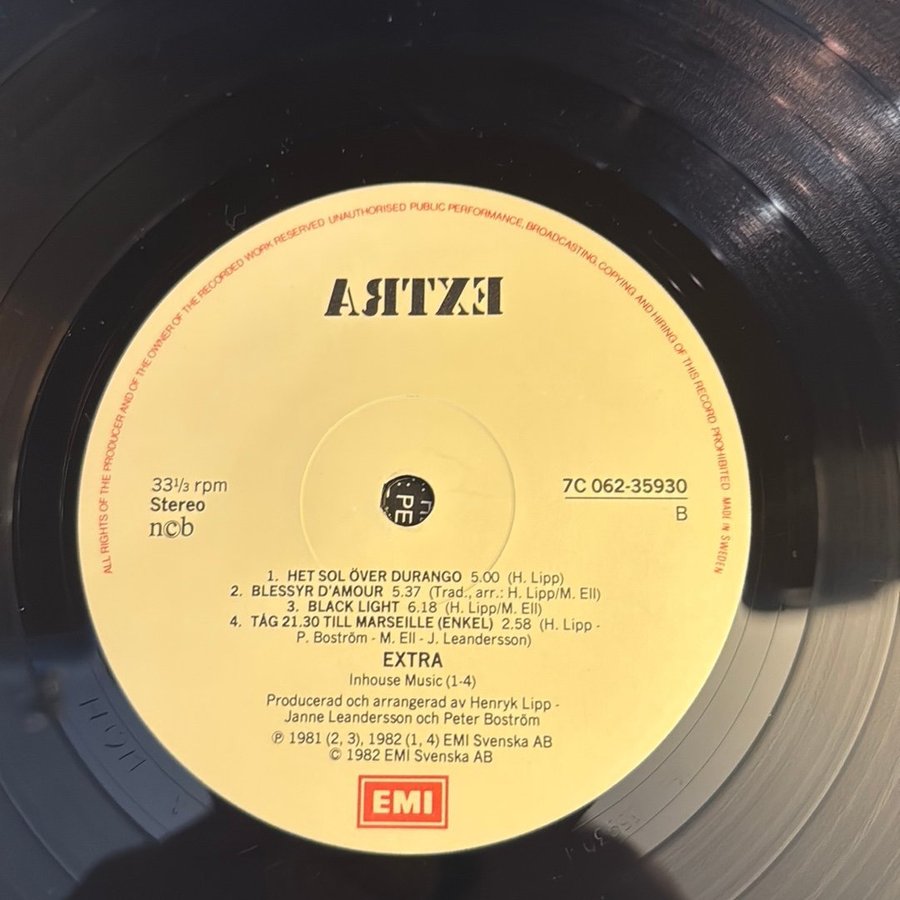 ALL RIGHTS OF THE PRODUCER AND OF THE OWNER OF THE RECORDED WORK RESERVED UNAUTHORISED PUBLIC PERFORMANCE, BROADCASTING, COPYING AND HIRING OF THIS RECORD PROHIBITED MADE IN SWEDEN
EXTRA
33⅓ rpm
Stereo
n©b
7C 062-35930
B
PE
1. HET SOL ÖVER DURANGO 5.00 (H. Lipp)
2. BLESSYR D'AMOUR 5.37 (Trad., arr.: H. Lipp/M. Ell)
3. BLACK LIGHT 6.18 (H. Lipp/M. Ell)
4. TÅG 21.30 TILL MARSEILLE (ENKEL) 2.58 (H. Lipp -
P. Boström - M. Ell - J. Leandersson)
EXTRA
Inhouse Music (1-4)
Producerad och arrangerad av Henryk Lipp -
Janne Leandersson och Peter Boström
℗ 1981 (2, 3), 1982 (1, 4) EMI Svenska AB
© 1982 EMI Svenska AB
EMI